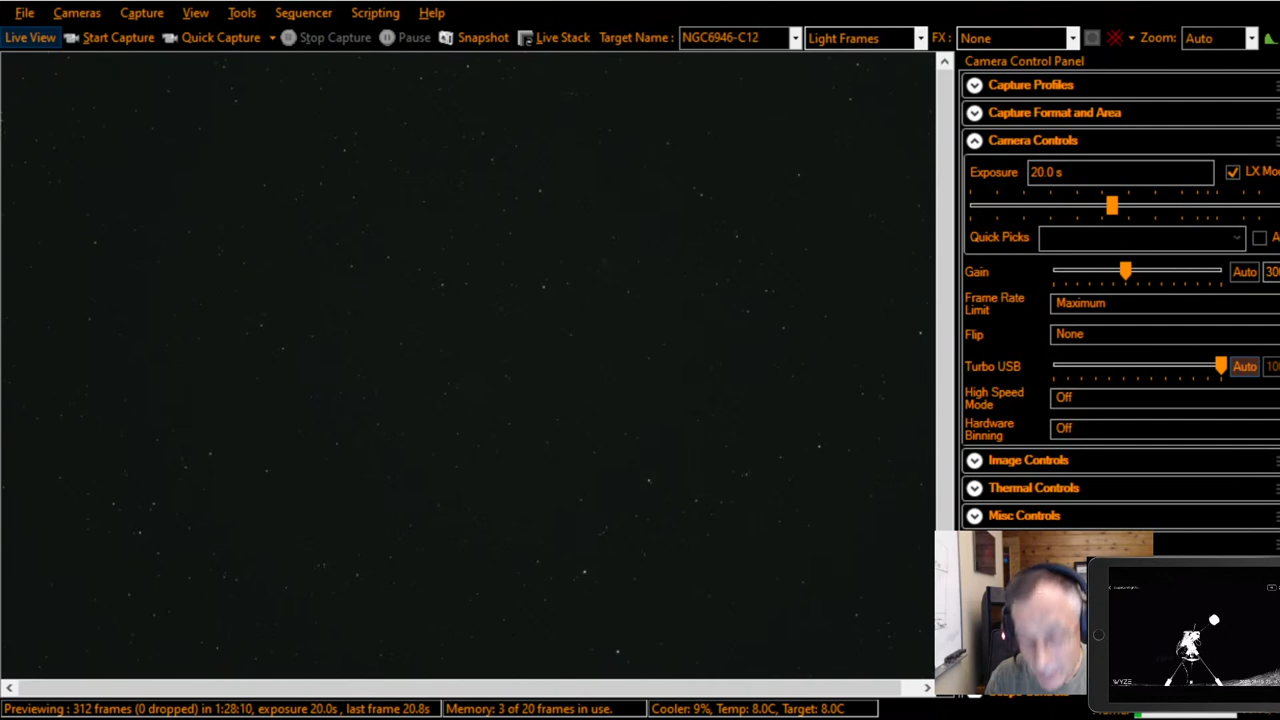 File Cameras Capture View Tools Sequencer Scripting Help
Live View Start Capture Quick Capture Stop Capture Pause Snapshot Live Stack Target Name : NGC6946-C12 Light Frames FX : None Zoom: Auto
Camera Control Panel
Capture Profiles
Capture Format and Area
Camera Controls
Exposure 20.0 s LX Mo
Quick Picks A
Gain Auto 300
Frame Rate
Limit
Maximum
Flip None
Turbo USB Auto 100
High Speed
Mode
Off
Hardware
Binning
Off
Image Controls
Thermal Controls
Misc Controls
WYZE
Previewing : 312 frames (0 dropped) in 1:28:10, exposure 20.0s , last frame 20.8s Memory: 3 of 20 frames in use. Cooler: 9%, Temp: 8.0C, Target: 8.0C